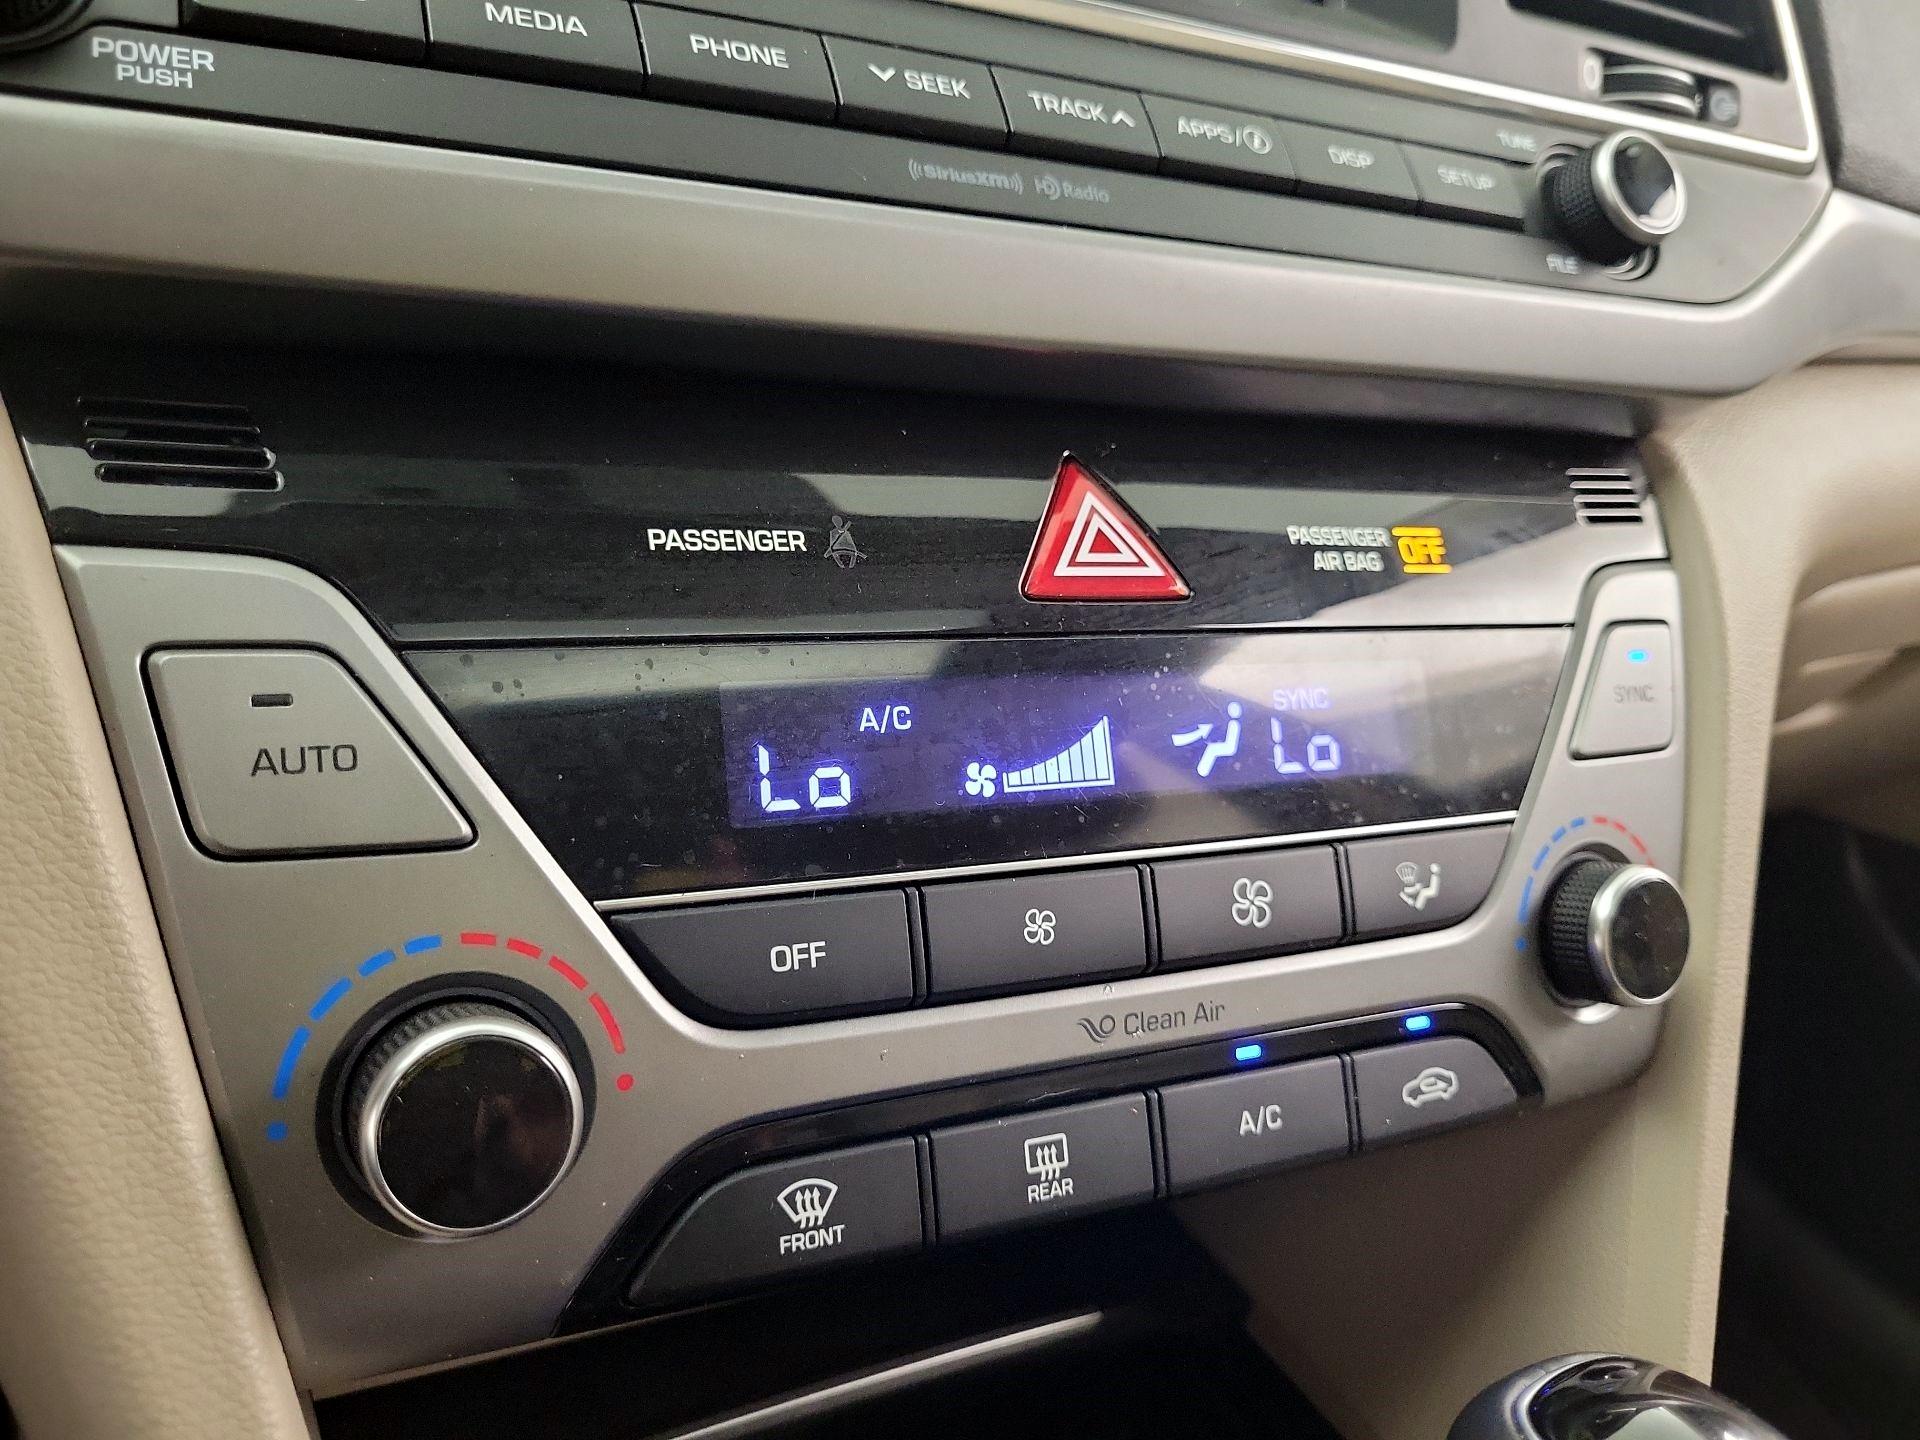 MEDIA
POWER
PUSH
PHONE
SEEK
TRACK
APPS/i
DISP
SETUP
TUNE
FILE
((SiriusXM))
HD Radio
PASSENGER
PASSENGER
AIR BAG
OFF
AUTO
A/C
Lo
SYNC
Lo
SYNC
OFF
Clean Air
FRONT
REAR
A/C